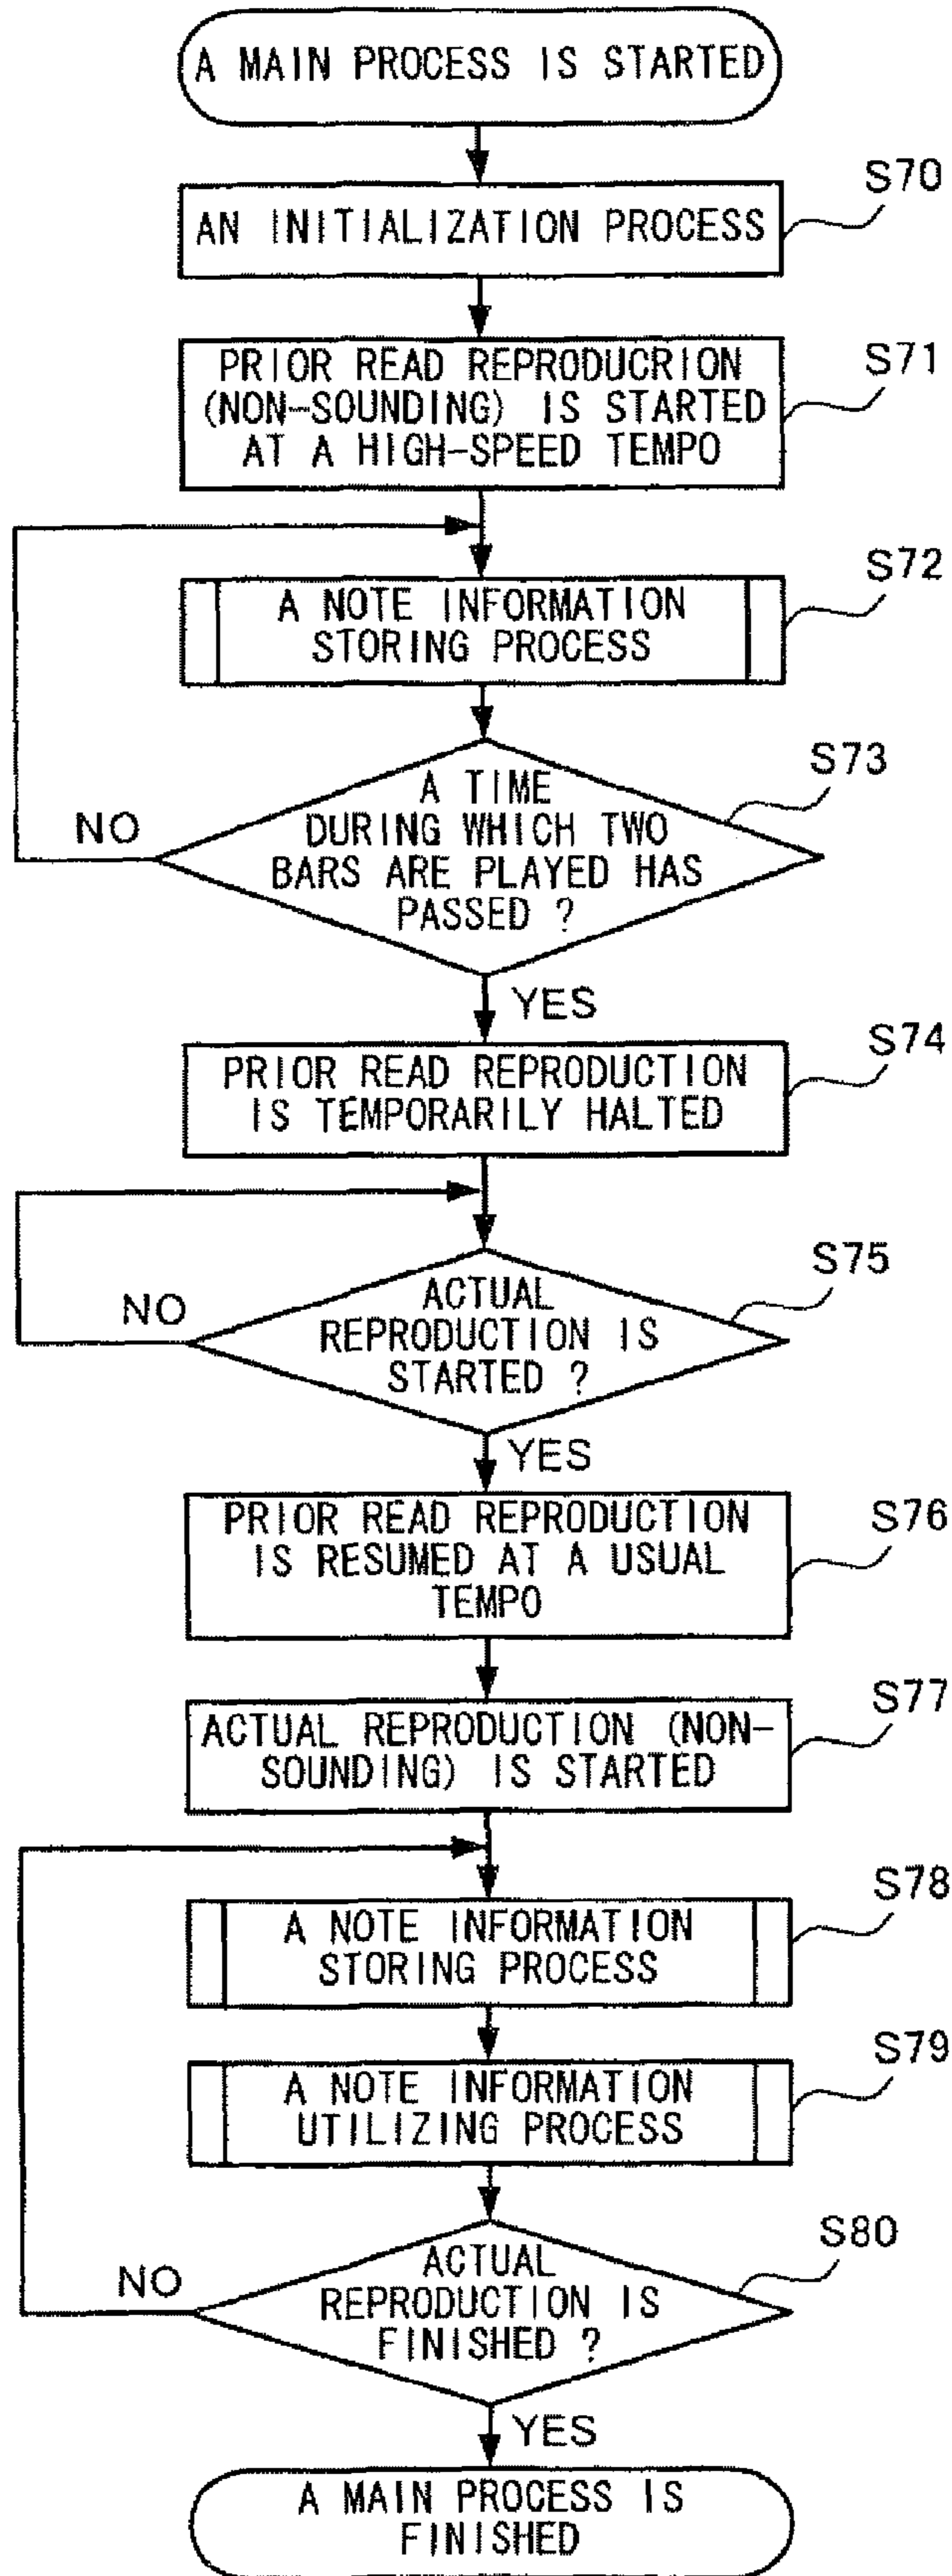 A MAIN PROCESS IS STARTED
S70
AN INITIALIZATION PROCESS
S71
PRIOR READ REPRODUCRION
(NON-SOUNDING) IS STARTED
AT A HIGH-SPEED TEMPO
S72
A NOTE INFORMATION
STORING PROCESS
S73
A TIME
DURING WHICH TWO
BARS ARE PLAYED HAS
PASSED ?
NO
YES
S74
PRIOR READ REPRODUCTION
IS TEMPORARILY HALTED
S75
ACTUAL
REPRODUCTION IS
STARTED ?
NO
YES
S76
PRIOR READ REPRODUCTION
IS RESUMED AT A USUAL
TEMPO
S77
ACTUAL REPRODUCTION (NON-
SOUNDING) IS STARTED
S78
A NOTE INFORMATION
STORING PROCESS
S79
A NOTE INFORMATION
UTILIZING PROCESS
S80
ACTUAL
REPRODUCTION IS
FINISHED ?
NO
YES
A MAIN PROCESS IS
FINISHED